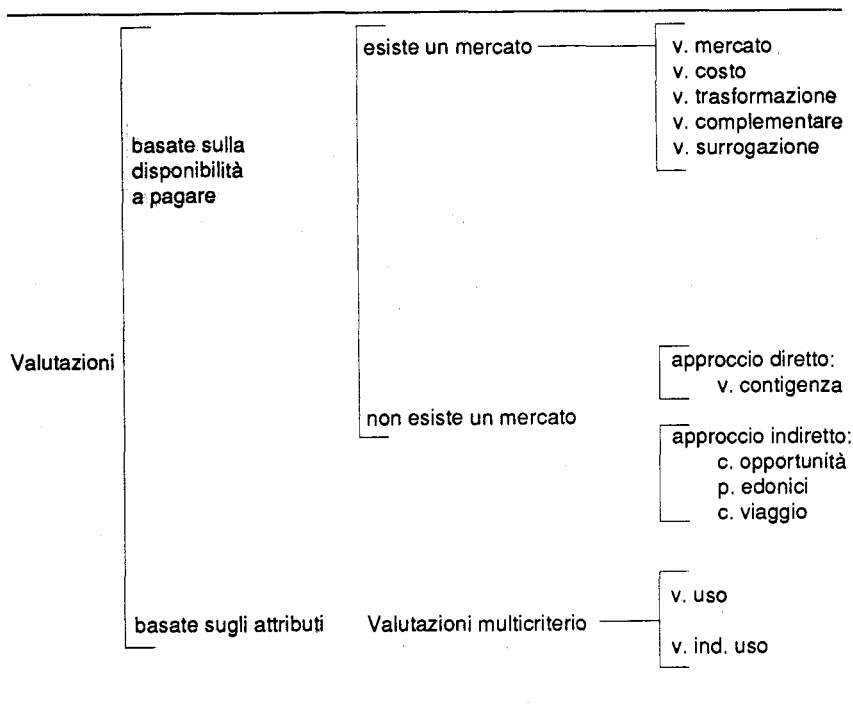 esiste un mercato
v. mercato
v. costo
v. trasformazione
v. complementare
v. surrogazione
basate sulla
disponibilità
a pagare
Valutazioni
approccio diretto:
v. contigenza
non esiste un mercato
approccio indiretto:
c. opportunità
p. edonici
c. viaggio
basate sugli attributi
Valutazioni multicriterio
v. uso
v. ind. uso